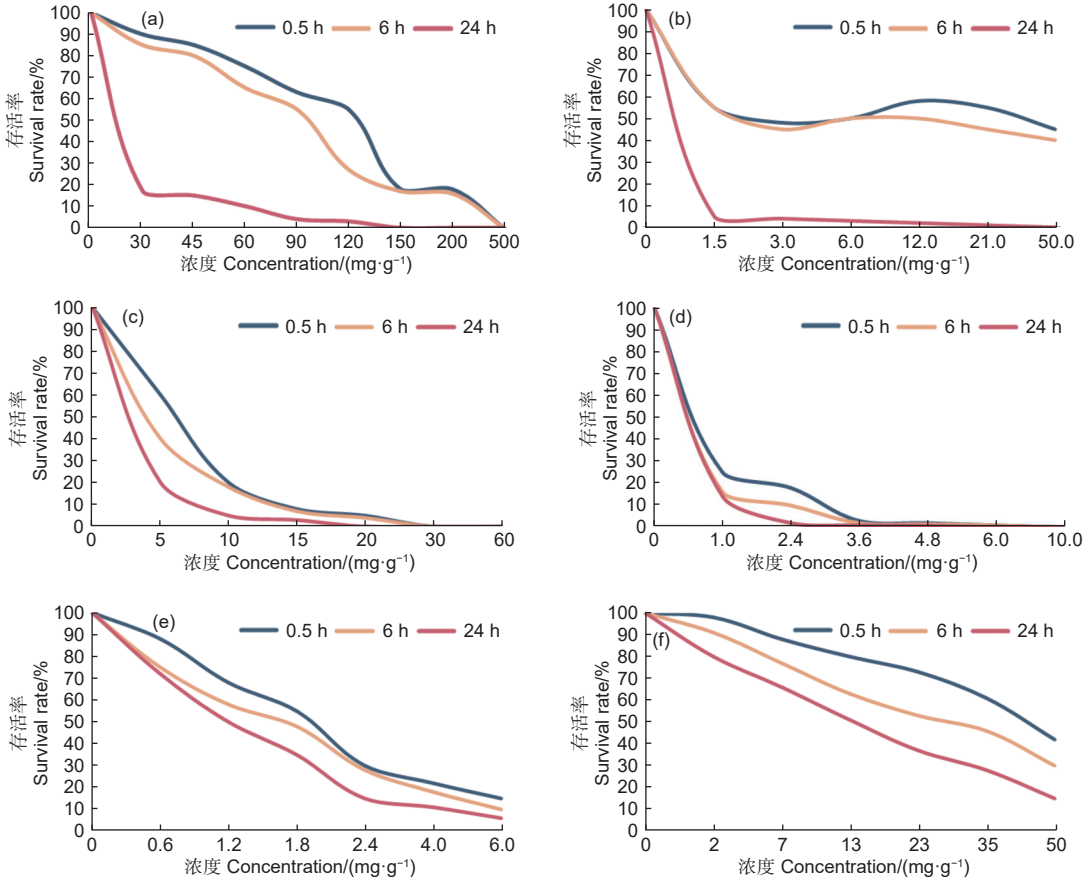 (a)
0.5 h 6 h 24 h
100
90
80
70
60
50
40
30
20
10
0
存活率
Survival rate/%
0 30 45 60 90 120 150 200 500
浓度 Concentration/(mg·g⁻¹)
(b)
0.5 h 6 h 24 h
100
90
80
70
60
50
40
30
20
10
0
存活率
Survival rate/%
0 1.5 3.0 6.0 12.0 21.0 50.0
浓度 Concentration/(mg·g⁻¹)
(c)
0.5 h 6 h 24 h
100
90
80
70
60
50
40
30
20
10
0
存活率
Survival rate/%
0 5 10 15 20 30 60
浓度 Concentration/(mg·g⁻¹)
(d)
0.5 h 6 h 24 h
100
90
80
70
60
50
40
30
20
10
0
存活率
Survival rate/%
0 1.0 2.4 3.6 4.8 6.0 10.0
浓度 Concentration/(mg·g⁻¹)
(e)
0.5 h 6 h 24 h
100
90
80
70
60
50
40
30
20
10
0
存活率
Survival rate/%
0 0.6 1.2 1.8 2.4 4.0 6.0
浓度 Concentration/(mg·g⁻¹)
(f)
0.5 h 6 h 24 h
100
90
80
70
60
50
40
30
20
10
0
存活率
Survival rate/%
0 2 7 13 23 35 50
浓度 Concentration/(mg·g⁻¹)